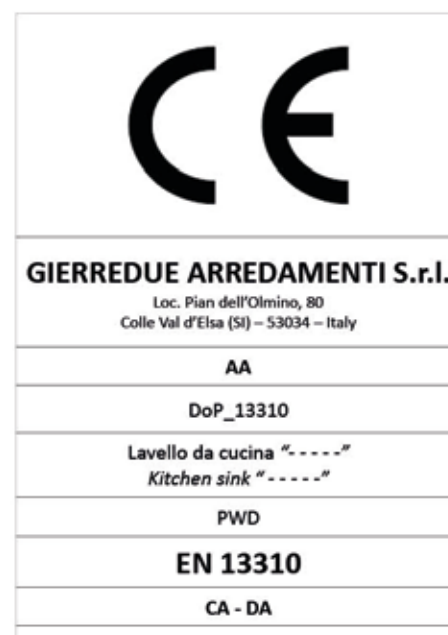 CE
GIERREDUE ARREDAMENTI S.r.l.
Loc. Pian dell'Olmino, 80
Colle Val d'Elsa (SI) – 53034 – Italy
AA
DoP_13310
Lavello da cucina “- - - - -”
Kitchen sink “ - - - - -”
PWD
EN 13310
CA - DA